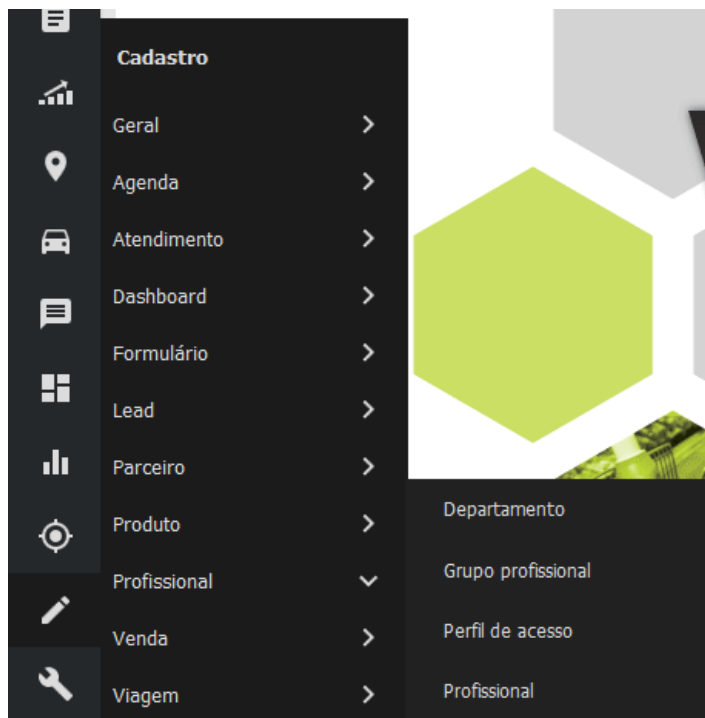 Cadastro
Geral
Agenda
Atendimento
Dashboard
Formulário
Lead
Parceiro
Produto
Profissional
Venda
Viagem
Departamento
Grupo profissional
Perfil de acesso
Profissional